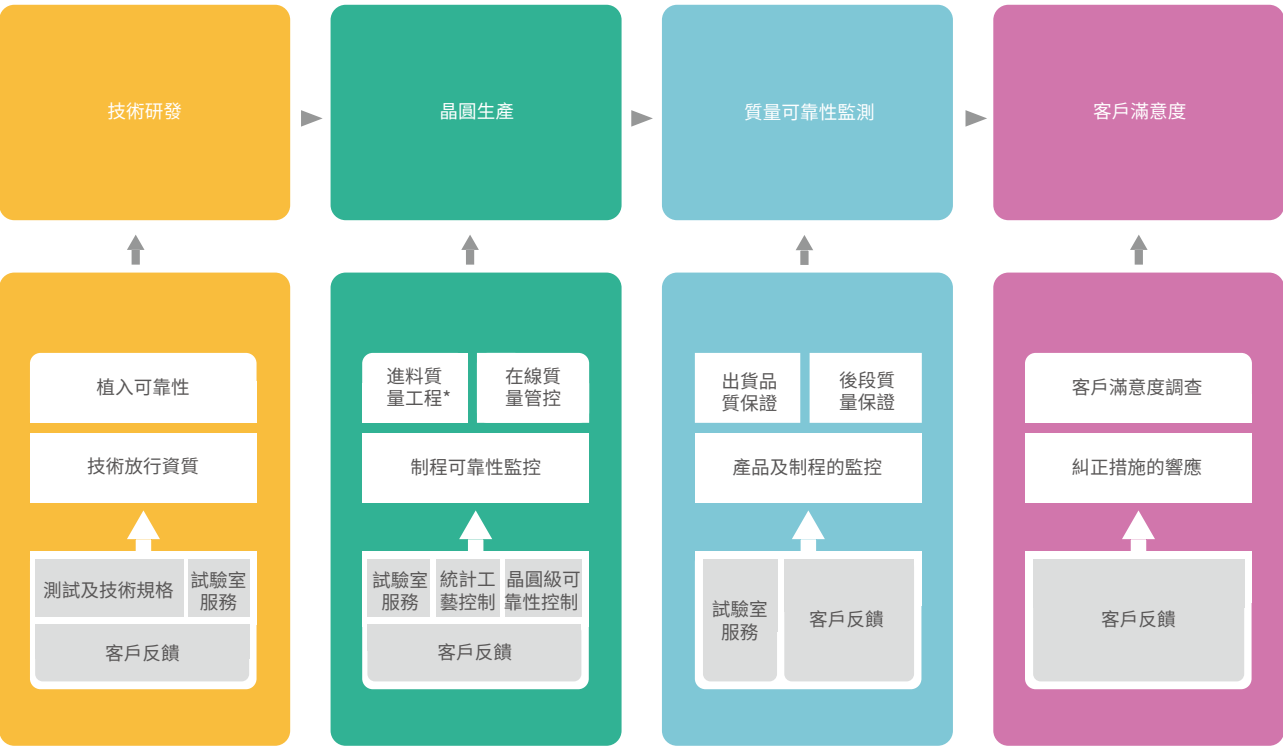 技術研發
晶圓生產
質量可靠性監測
客戶滿意度
植入可靠性
技術放行資質
測試及技術規格
試驗室
服務
客戶反饋
進料質
量工程*
在線質
量管控
制程可靠性監控
試驗室
服務
統計工
藝控制
晶圓級可
靠性控制
客戶反饋
出貨品
質保證
後段質
量保證
產品及制程的監控
試驗室
服務
客戶反饋
客戶滿意度調查
糾正措施的響應
客戶反饋